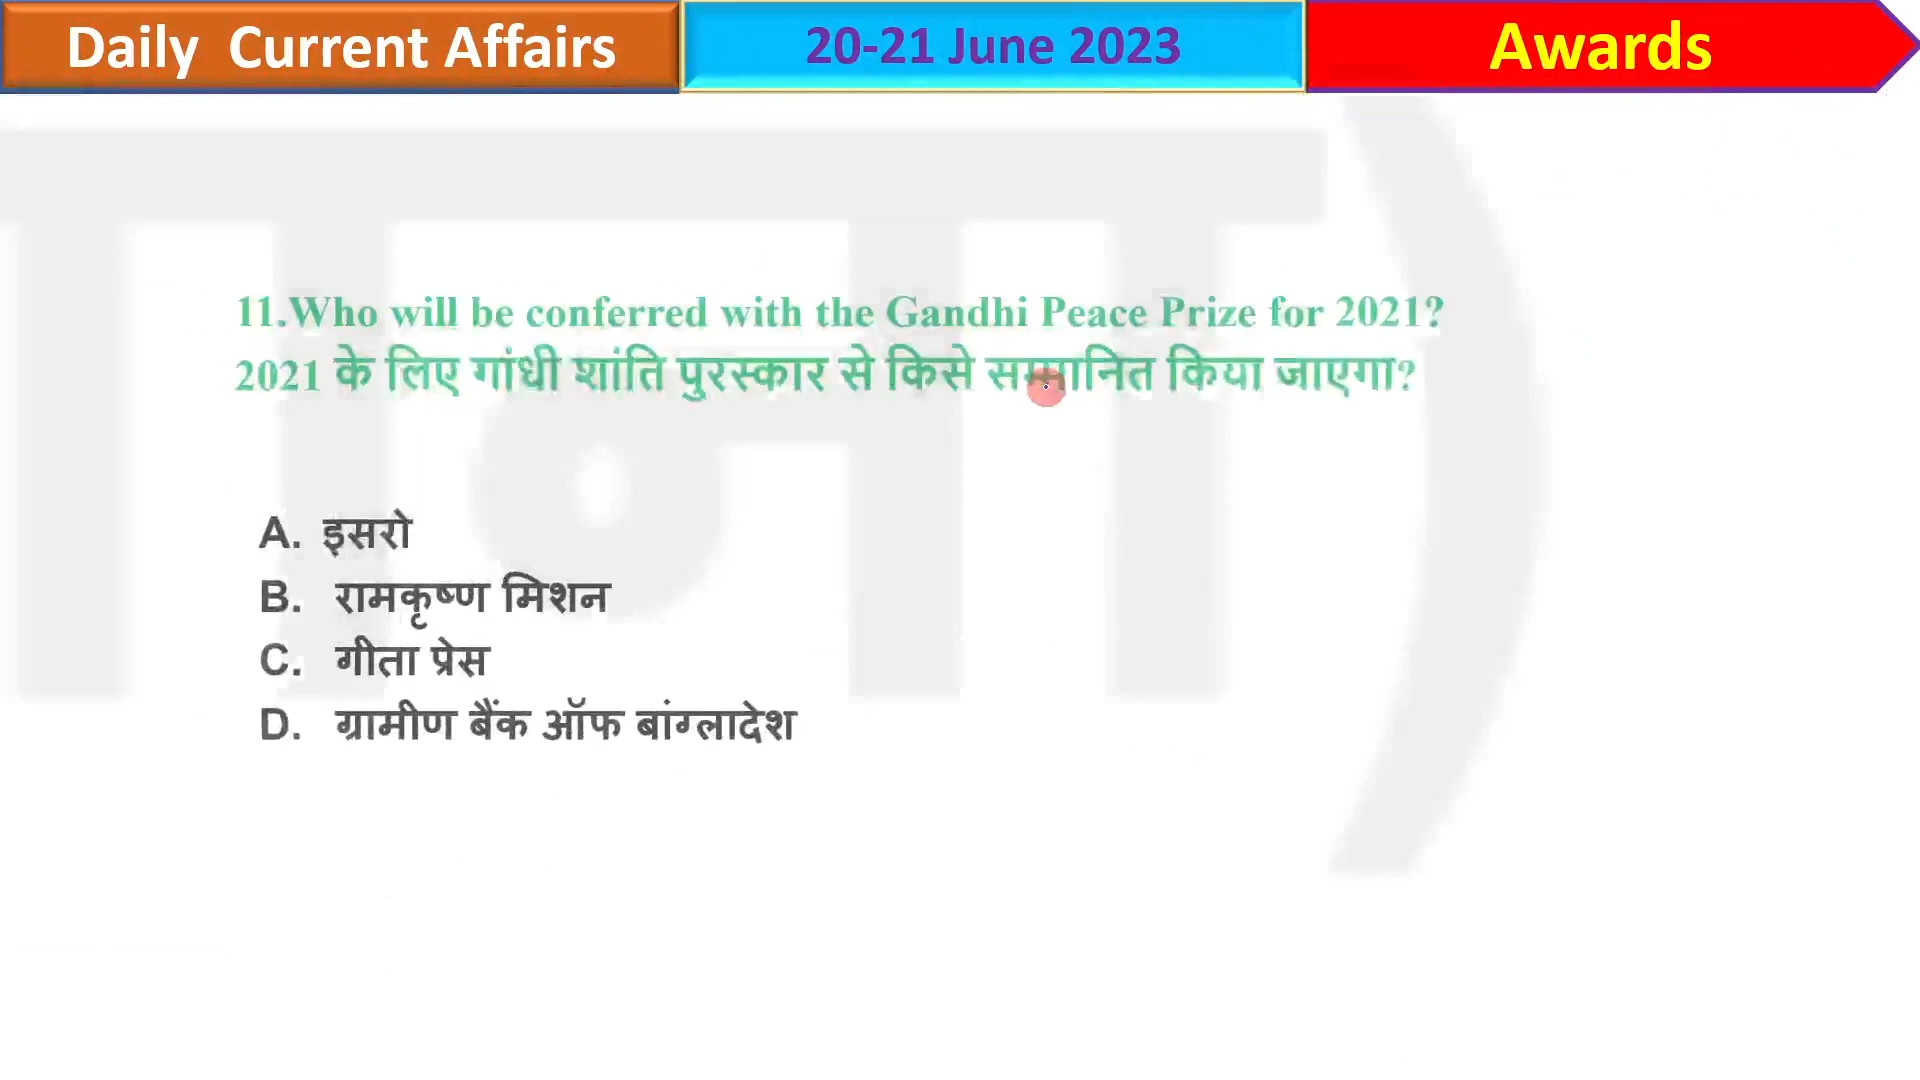 Daily Current Affairs
20-21 June 2023
Awards
11.Who will be conferred with the Gandhi Peace Prize for 2021?
2021 के लिए गांधी शांति पुरस्कार से किसे सम्मानित किया जाएगा?
A. इसरो
B. रामकृष्ण मिशन
C. गीता प्रेस
D. ग्रामीण बैंक ऑफ बांग्लादेश